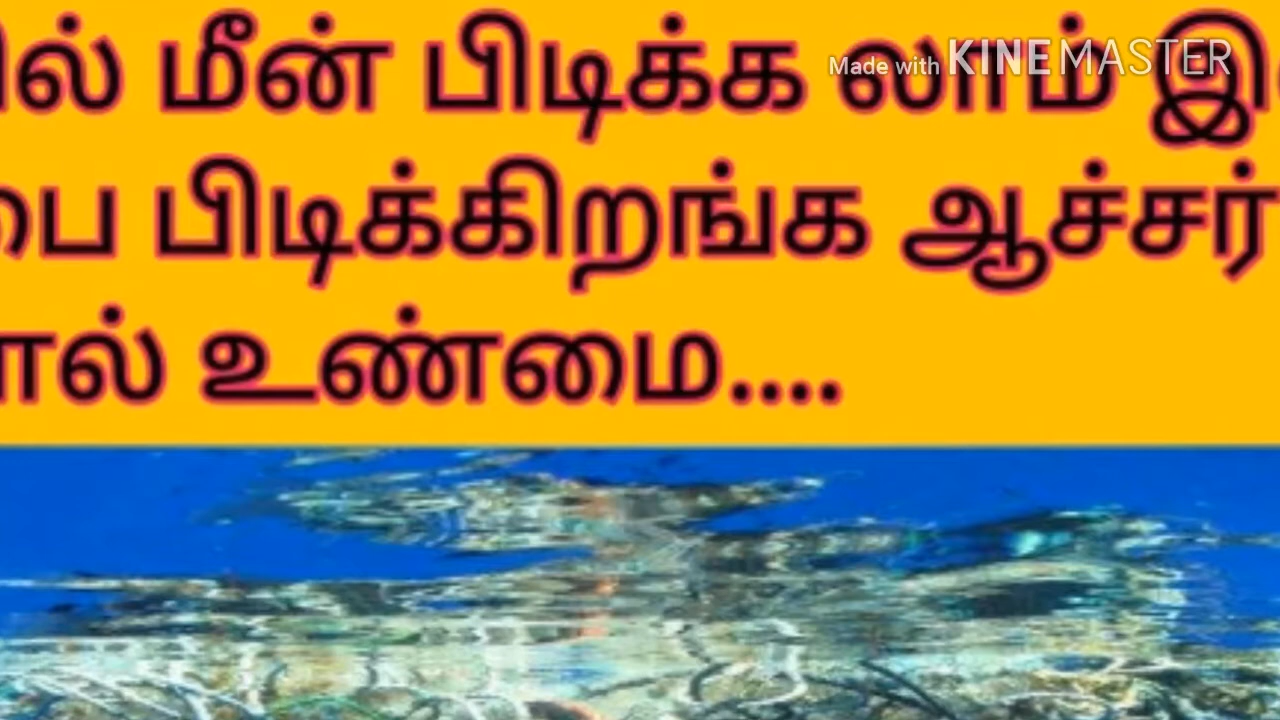 ில் மீன் பிடிக்க லாம் இ
பை பிடிக்கிறங்க ஆச்சர்
ால் உண்மை....
Made with KINEMASTER